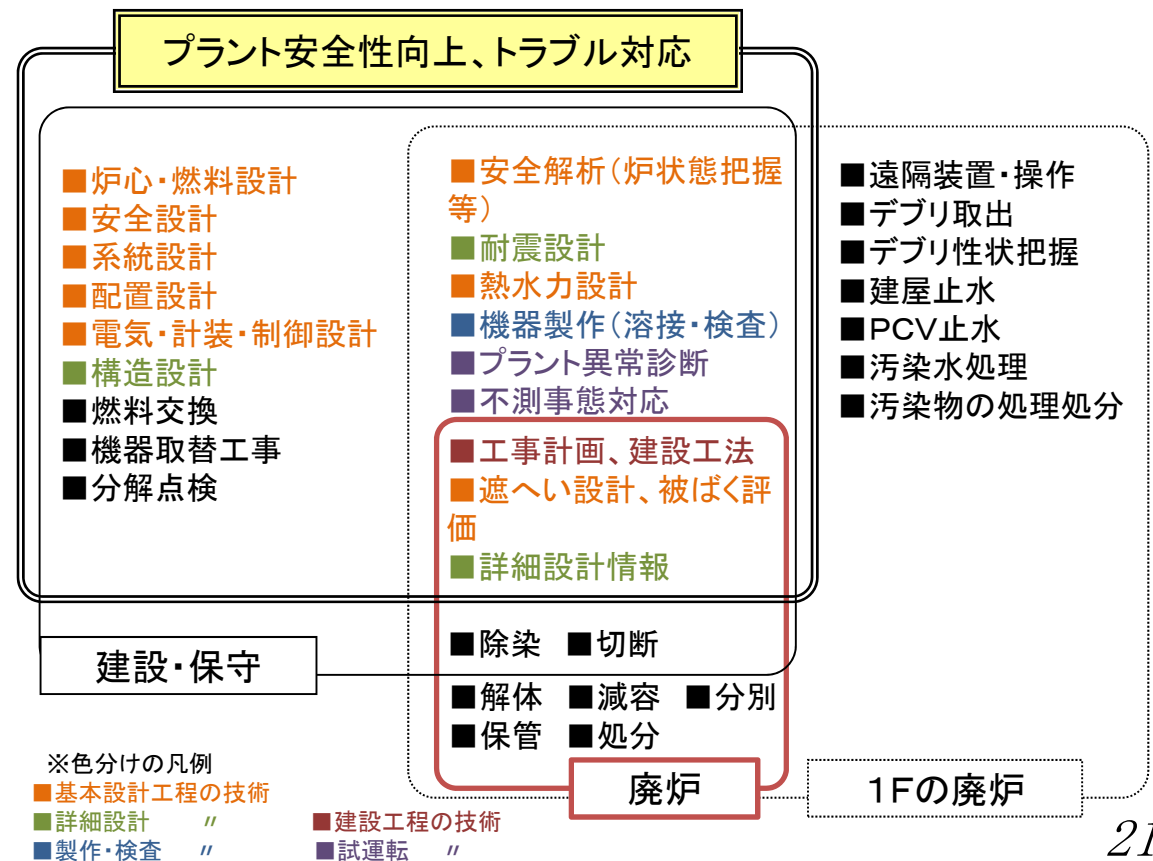 プラント安全性向上、トラブル対応
■炉心・燃料設計
■安全設計
■系統設計
■配置設計
■電気・計装・制御設計
■構造設計
■燃料交換
■機器取替工事
■分解点検
■安全解析（炉状態把握
等）
■耐震設計
■熱水力設計
■機器製作（溶接・検査）
■プラント異常診断
■不測事態対応
■工事計画、建設工法
■遮へい設計、被ばく評
価
■詳細設計情報
■除染 ■切断
■解体 ■減容 ■分別
■保管 ■処分
■遠隔装置・操作
■デブリ取出
■デブリ性状把握
■建屋止水
■ＰＣＶ止水
■汚染水処理
■汚染物の処理処分
建設・保守
廃炉
１Ｆの廃炉
※色分けの凡例
■基本設計工程の技術
■詳細設計 〃 ■建設工程の技術
■製作・検査 〃 ■試運転 〃
21